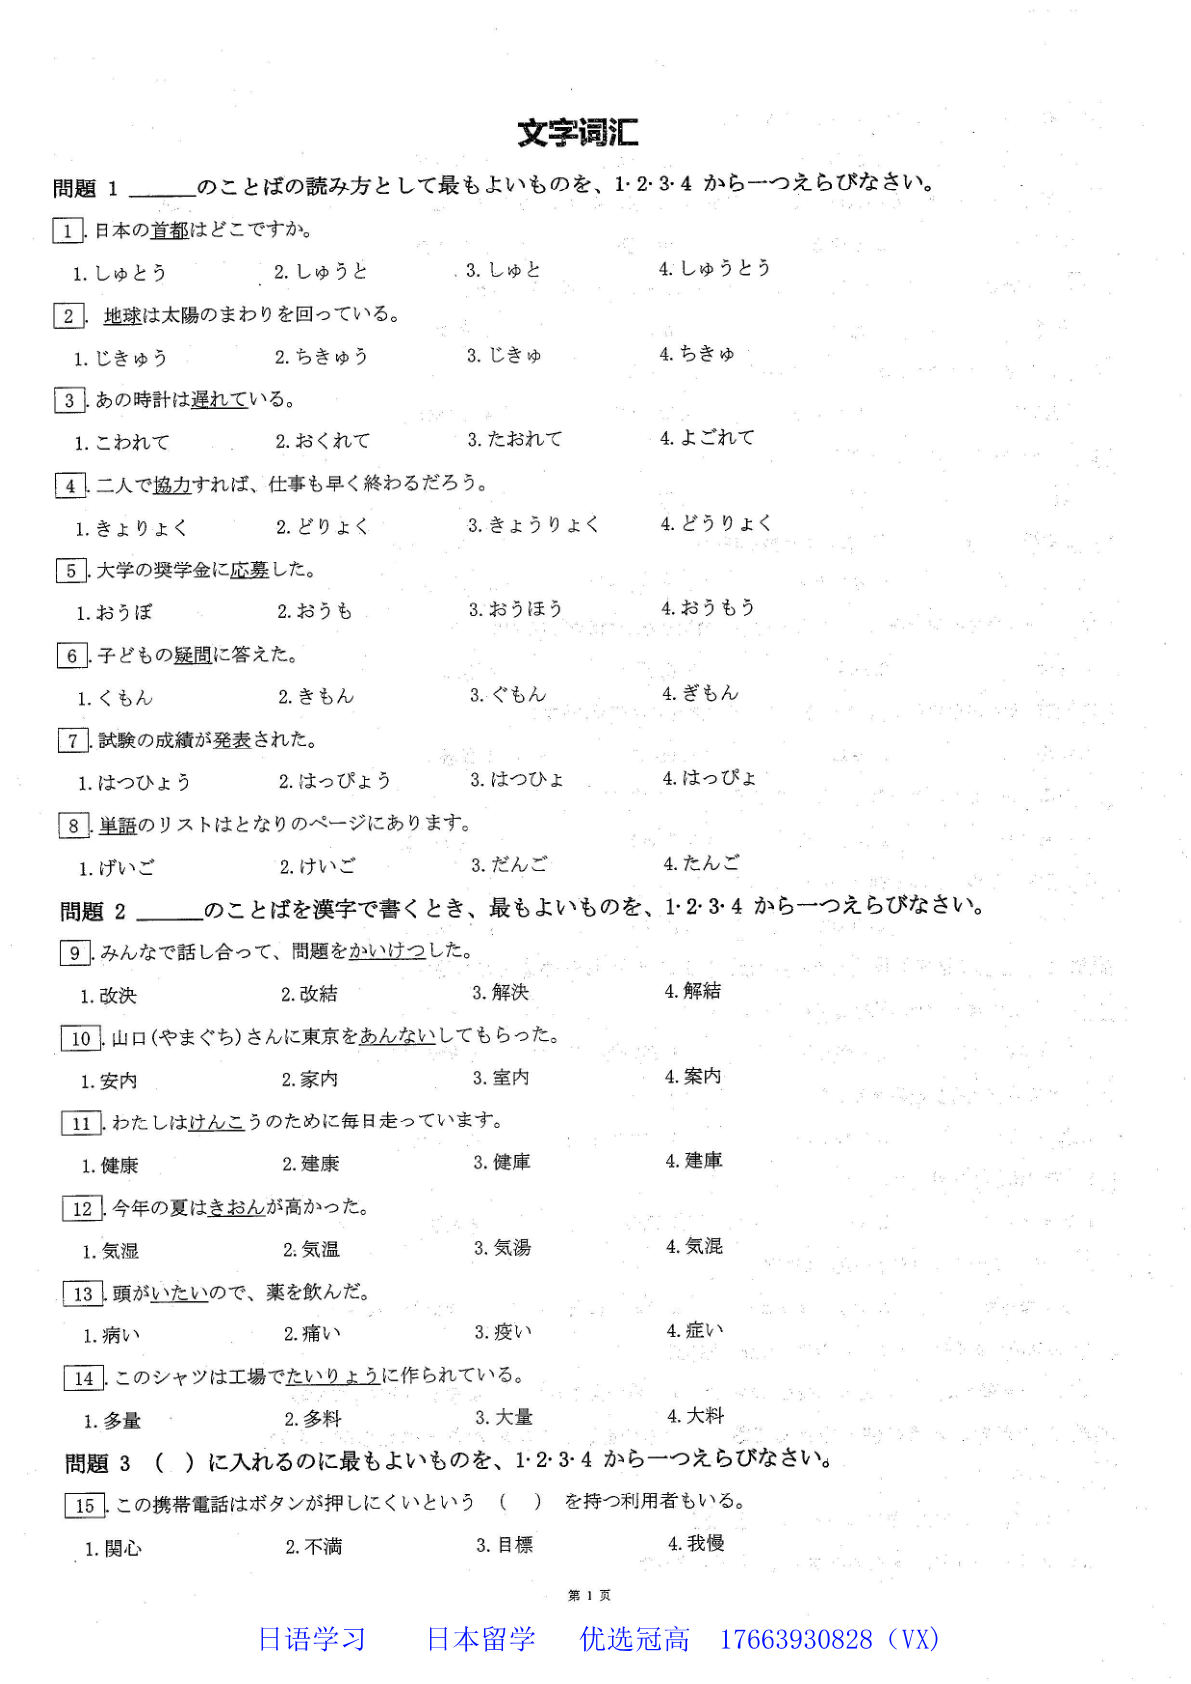 文字词汇
問題 1 ______のことばの読み方として最もよいものを、1·2·3·4 から一つえらびなさい。
1.日本の首都はどこですか。
1.しゅとう 2.しゅうと 3.しゅと 4.しゅうとう
2. 地球は太陽のまわりを回っている。
1.じきゅう 2.ちきゅう 3.じきゅ 4.ちきゅ
3.あの時計は遅れている。
1.こわれて 2.おくれて 3.たおれて 4.よごれて
4.二人で協力すれば、仕事も早く終わるだろう。
1.きょりょく 2.どりょく 3.きょうりょく 4.どうりょく
5.大学の奨学金に応募した。
1.おうぼ 2.おうも 3.おうほう 4.おうもう
6.子どもの疑問に答えた。
1.くもん 2.きもん 3.ぐもん 4.ぎもん
7.試験の成績が発表された。
1.はつひょう 2.はっぴょう 3.はつひょ 4.はっぴょ
8.単語のリストはとなりのページにあります。
1.げいご 2.けいご 3.だんご 4.たんご
問題 2 ______のことばを漢字で書くとき、最もよいものを、1·2·3·4 から一つえらびなさい。
9.みんなで話し合って、問題をかいけつした。
1.改決 2.改結 3.解決 4.解結
10.山口(やまぐち)さんに東京をあんないしてもらった。
1.安内 2.家内 3.室内 4.案内
11.わたしはけんこうのために毎日走っています。
1.健康 2.建康 3.健庫 4.建庫
12.今年の夏はきおんが高かった。
1.気湿 2.気温 3.気湯 4.気混
13.頭がいたいので、薬を飲んだ。
1.病い 2.痛い 3.疫い 4.症い
14.このシャツは工場でたいりょうに作られている。
1.多量 2.多料 3.大量 4.大料
問題 3 ( )に入れるのに最もよいものを、1·2·3·4 から一つえらびなさい。
15.この携帯電話はボタンが押しにくいという ( ) を持つ利用者もいる。
1.関心 2.不満 3.目標 4.我慢
第 1 页
日语学习 日本留学 优选冠高 17663930828（VX)